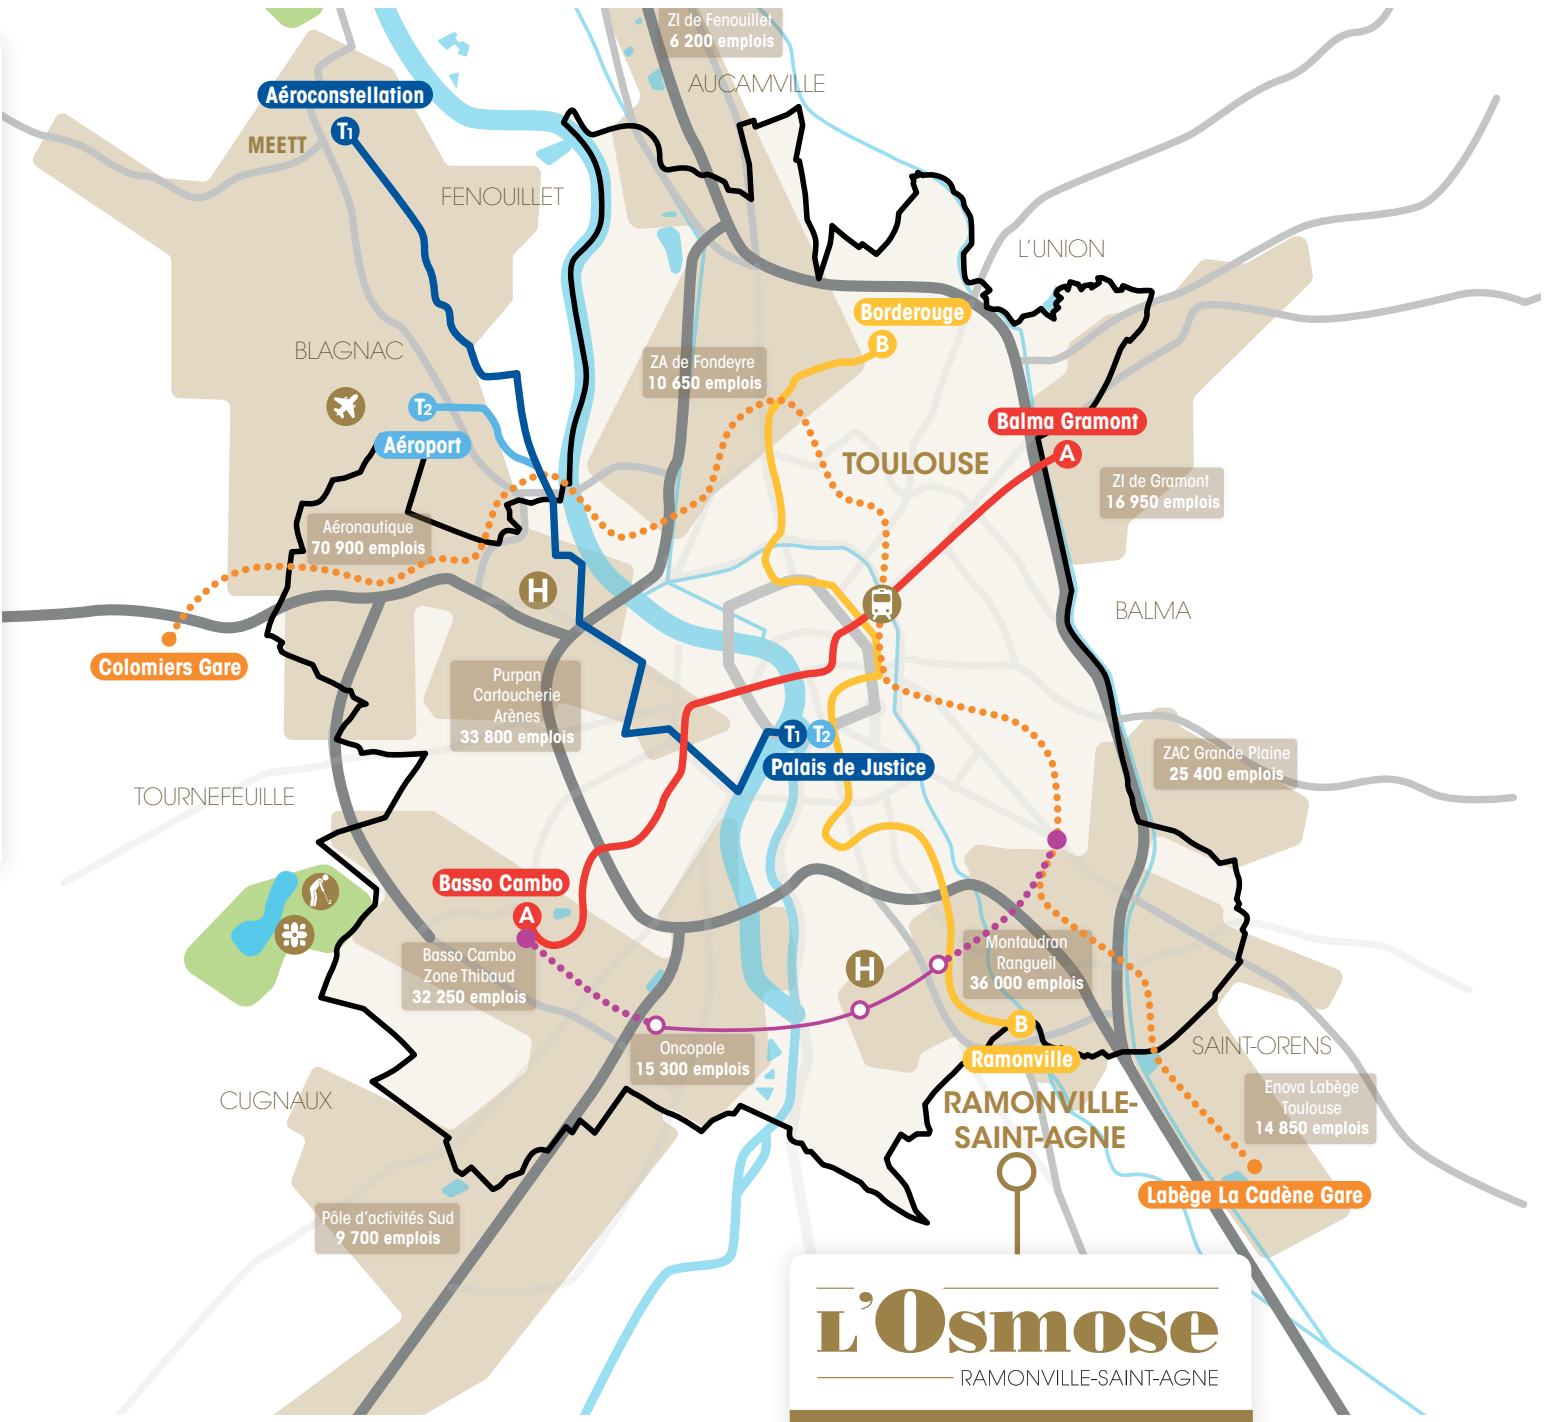 ZI de Fenouillet
6 200 emplois
AUCAMVILLE
Aéroconstellation
T1
MEETT
FENOUILLET
L'UNION
Borderouge
B
BLAGNAC
ZA de Fondeyre
10 650 emplois
T2
Aéroport
Balma Gramont
A
TOULOUSE
ZI de Gramont
16 950 emplois
Aéronautique
70 900 emplois
H
BALMA
Colomiers Gare
Purpan
Cartoucherie
Arènes
33 800 emplois
T1 T2
Palais de Justice
ZAC Grande Plaine
25 400 emplois
TOURNEFEUILLE
Basso Cambo
A
Basso Cambo
Zone Thibaud
32 250 emplois
H
Montaudran
Rangueil
36 000 emplois
B
Ramonville
Oncopole
15 300 emplois
SAINT-ORENS
CUGNAUX
Enova Labège
Toulouse
14 850 emplois
RAMONVILLE-
SAINT-AGNE
Labège La Cadène Gare
Pôle d'activités Sud
9 700 emplois
L'Osmose
RAMONVILLE-SAINT-AGNE